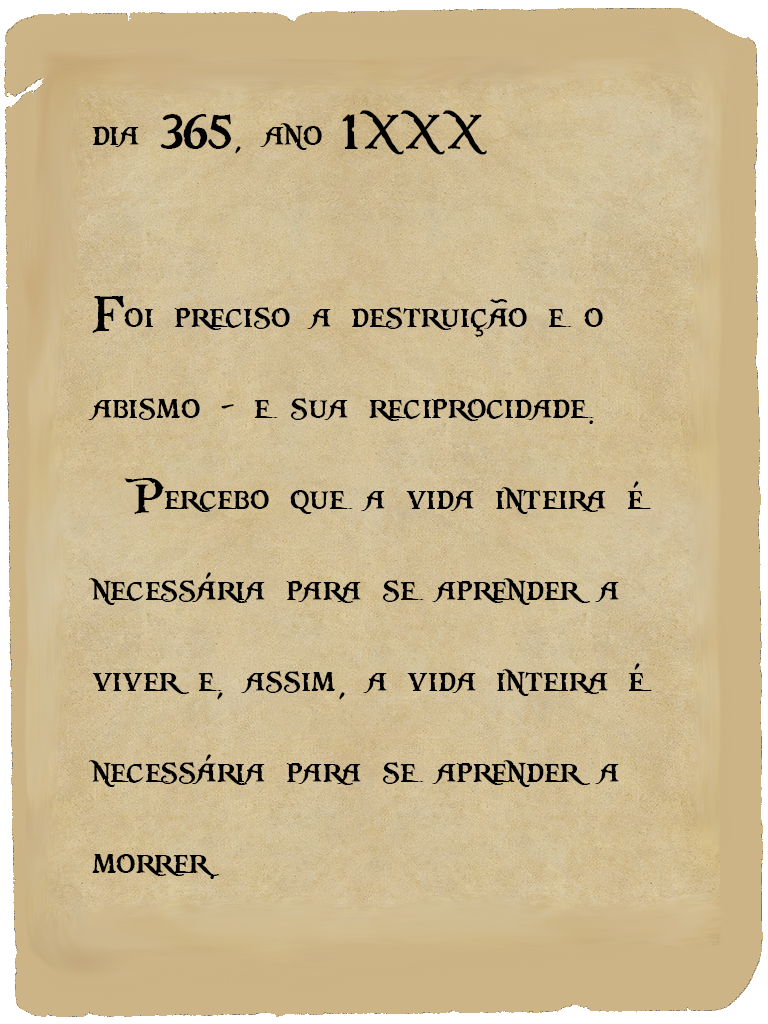 dia 365, ano 1XXX
Foi preciso a destruição e o
abismo - e sua reciprocidade.
Percebo que a vida inteira é
necessária para se aprender a
viver e, assim, a vida inteira é
necessária para se aprender a
morrer.